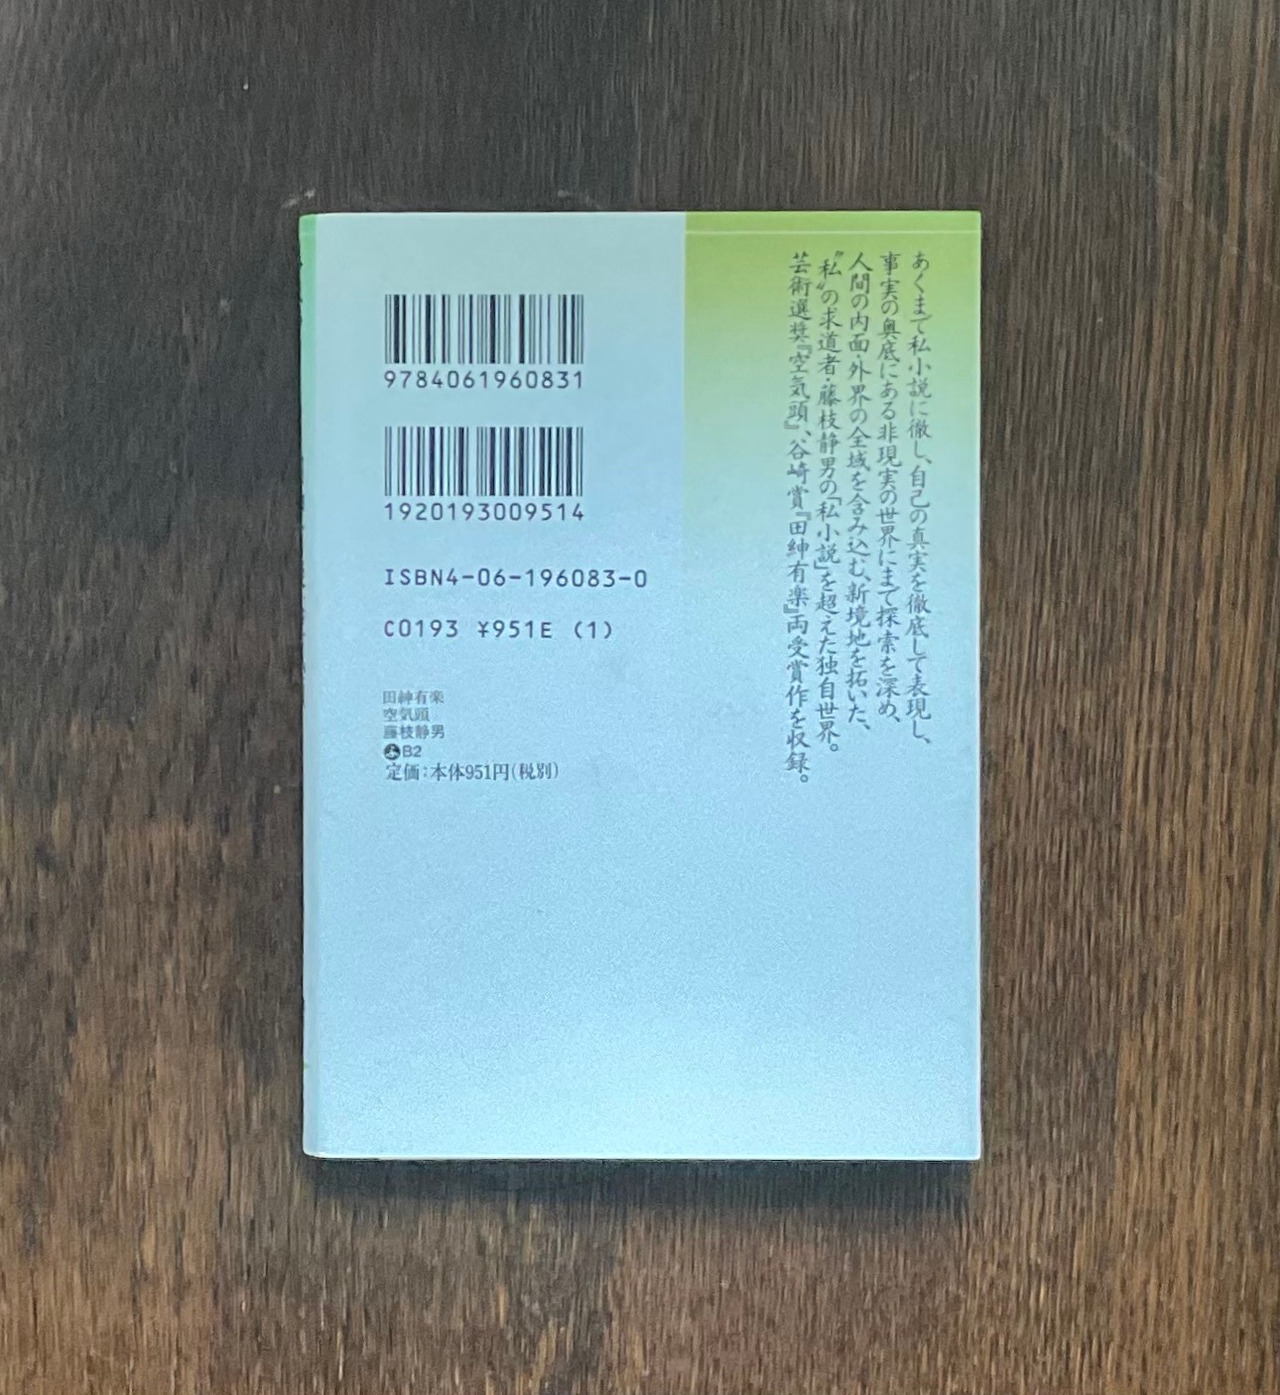 あくまで私小説に徹し、自己の真実を徹底して表現し、
事実の奥底にある非現実の世界にまで探索を深め、
人間の内面・外界の全域を含み込む、新境地を拓いた、
〝私〟の求道者・藤枝静男の「私小説」を超えた独自世界。
芸術選奨『空気頭』、谷崎賞『田紳有楽』両受賞作を収録。
9784061960831
1920193009514
ISBN4-06-196083-0
C0193 ¥951E (1)
田紳有楽
空気頭
藤枝静男
B2
定価：本体951円(税別)